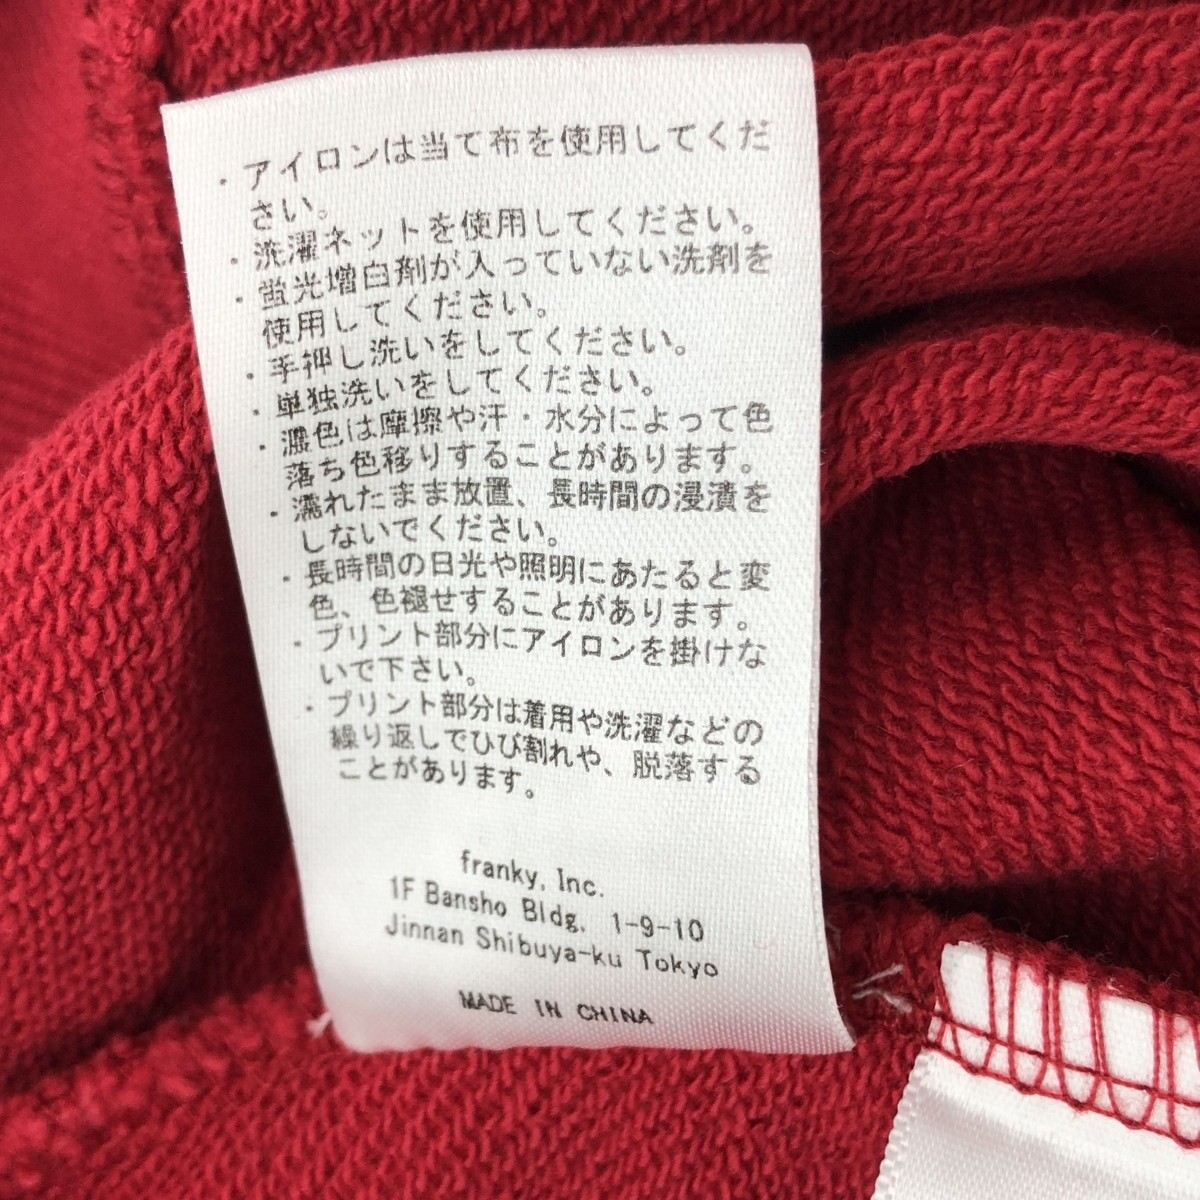 ・アイロンは当て布を使用してくだ
さい。
・洗濯ネットを使用してください。
・蛍光増白剤が入っていない洗剤を
使用してください。
・手押し洗いをしてください。
・単独洗いをしてください。
・濃色は摩擦や汗・水分によって色
落ち色移りすることがあります。
・濡れたまま放置、長時間の浸漬を
しないでください。
・長時間の日光や照明にあたると変
色、色褪せすることがあります。
・プリント部分にアイロンを掛けな
いで下さい。
・プリント部分は着用や洗濯などの
繰り返しでひび割れや、脱落する
ことがあります。
franky, Inc.
1F Bansho Bldg. 1-9-10
Jinnan Shibuya-ku Tokyo
MADE IN CHINA